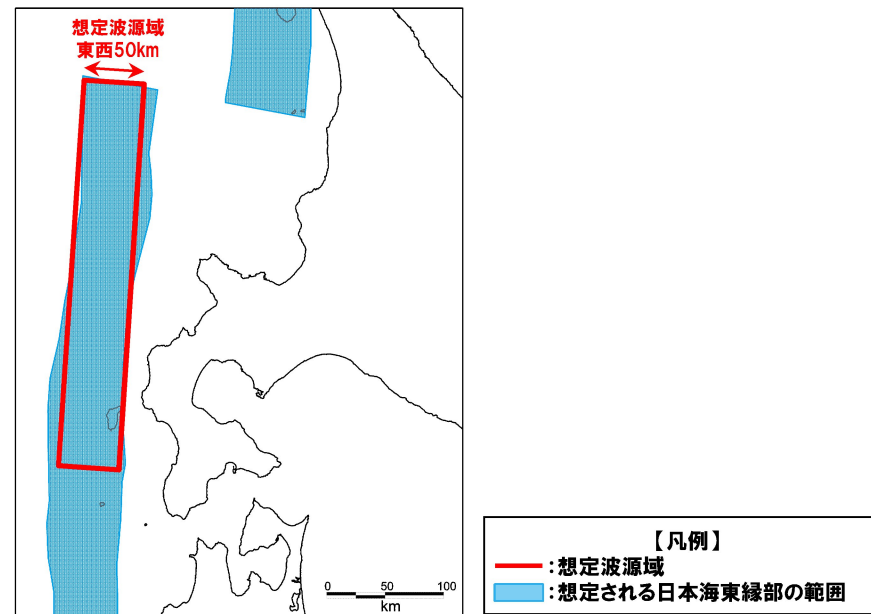 想定波源域
東西50km
0 50 100
km
【凡例】
:想定波源域
:想定される日本海東縁部の範囲